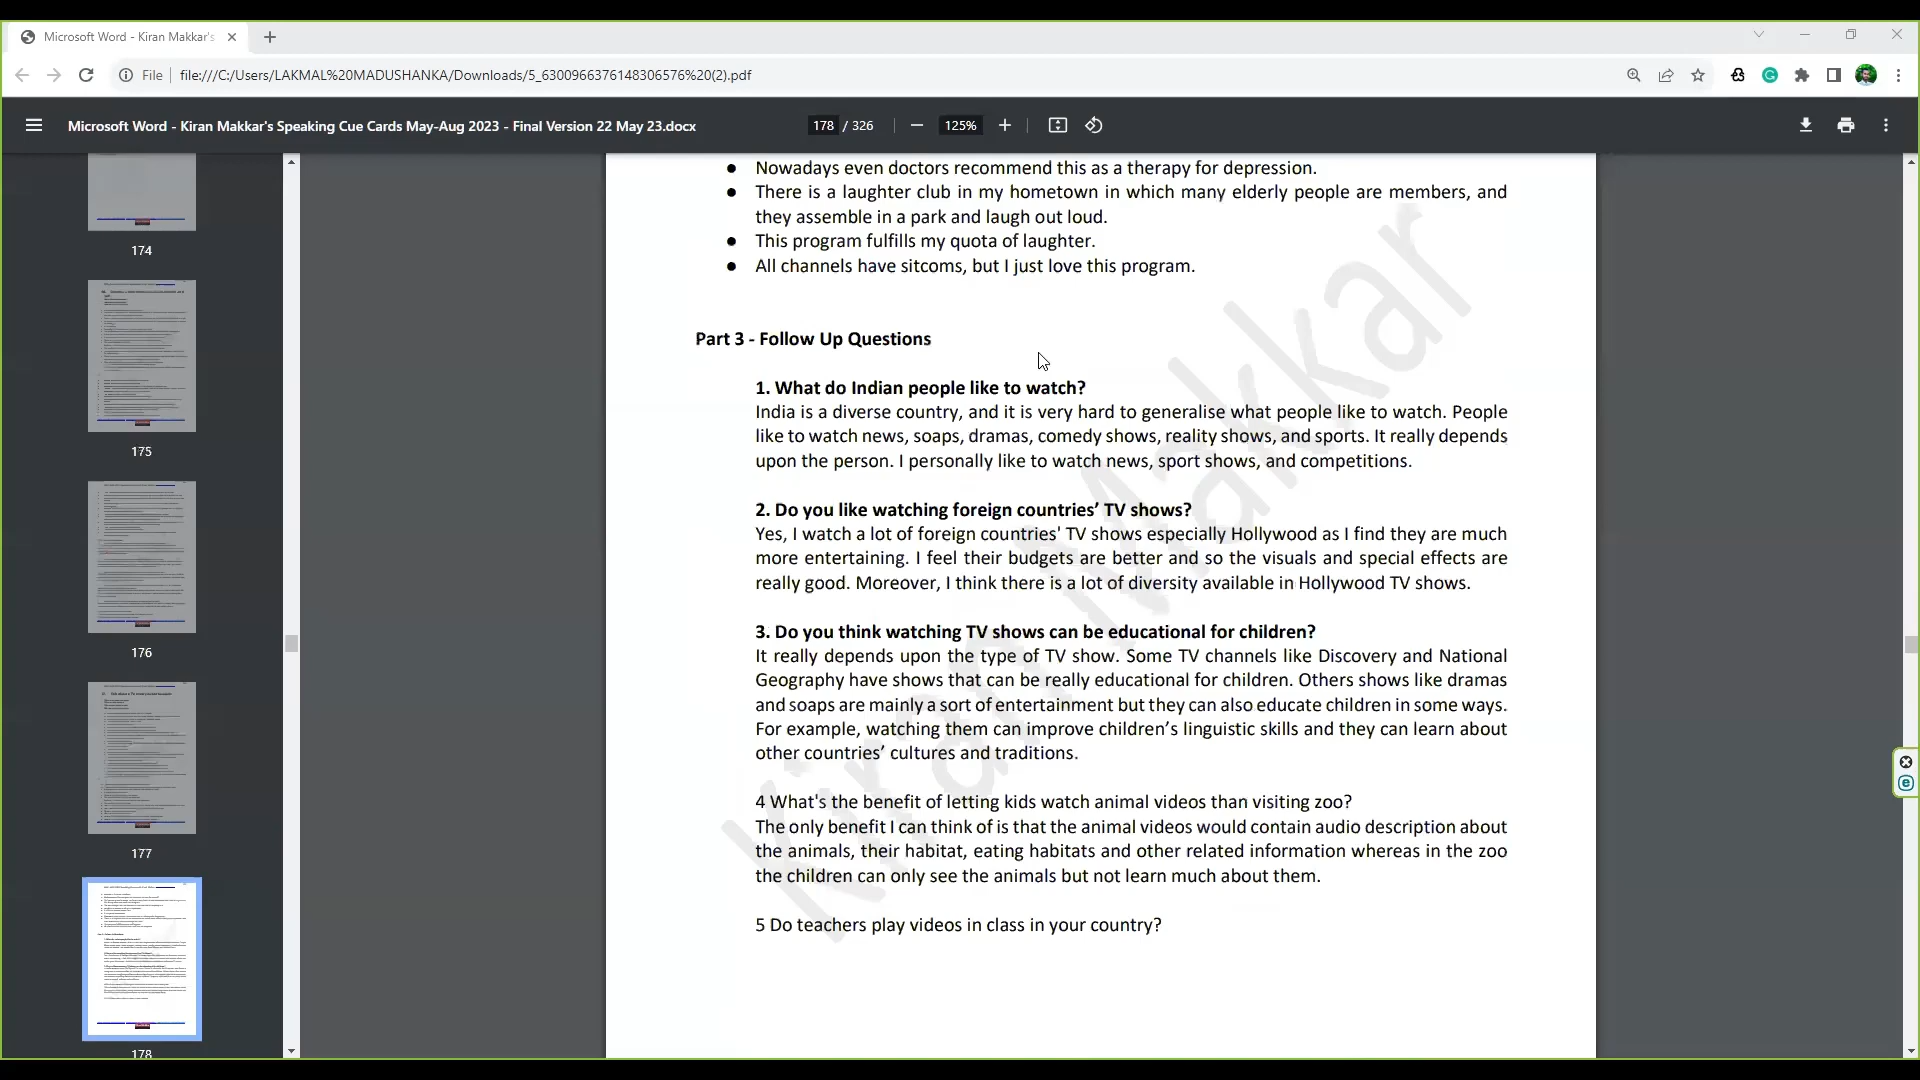 Microsoft Word - Kiran Makkar's
File
file:///C:/Users/LAKMAL%20MADUSHANKA/Downloads/5_6300966376148306576%20(2).pdf
Microsoft Word - Kiran Makkar's Speaking Cue Cards May-Aug 2023 - Final Version 22 May 23.docx
178 / 326
125%
174
175
176
177
178
● Nowadays even doctors recommend this as a therapy for depression.
● There is a laughter club in my hometown in which many elderly people are members, and
they assemble in a park and laugh out loud.
● This program fulfills my quota of laughter.
● All channels have sitcoms, but I just love this program.
Part 3 - Follow Up Questions
1. What do Indian people like to watch?
India is a diverse country, and it is very hard to generalise what people like to watch. People
like to watch news, soaps, dramas, comedy shows, reality shows, and sports. It really depends
upon the person. I personally like to watch news, sport shows, and competitions.
2. Do you like watching foreign countries’ TV shows?
Yes, I watch a lot of foreign countries' TV shows especially Hollywood as I find they are much
more entertaining. I feel their budgets are better and so the visuals and special effects are
really good. Moreover, I think there is a lot of diversity available in Hollywood TV shows.
3. Do you think watching TV shows can be educational for children?
It really depends upon the type of TV show. Some TV channels like Discovery and National
Geography have shows that can be really educational for children. Others shows like dramas
and soaps are mainly a sort of entertainment but they can also educate children in some ways.
For example, watching them can improve children’s linguistic skills and they can learn about
other countries’ cultures and traditions.
4 What's the benefit of letting kids watch animal videos than visiting zoo?
The only benefit I can think of is that the animal videos would contain audio description about
the animals, their habitat, eating habitats and other related information whereas in the zoo
the children can only see the animals but not learn much about them.
5 Do teachers play videos in class in your country?
Kiran Makkar